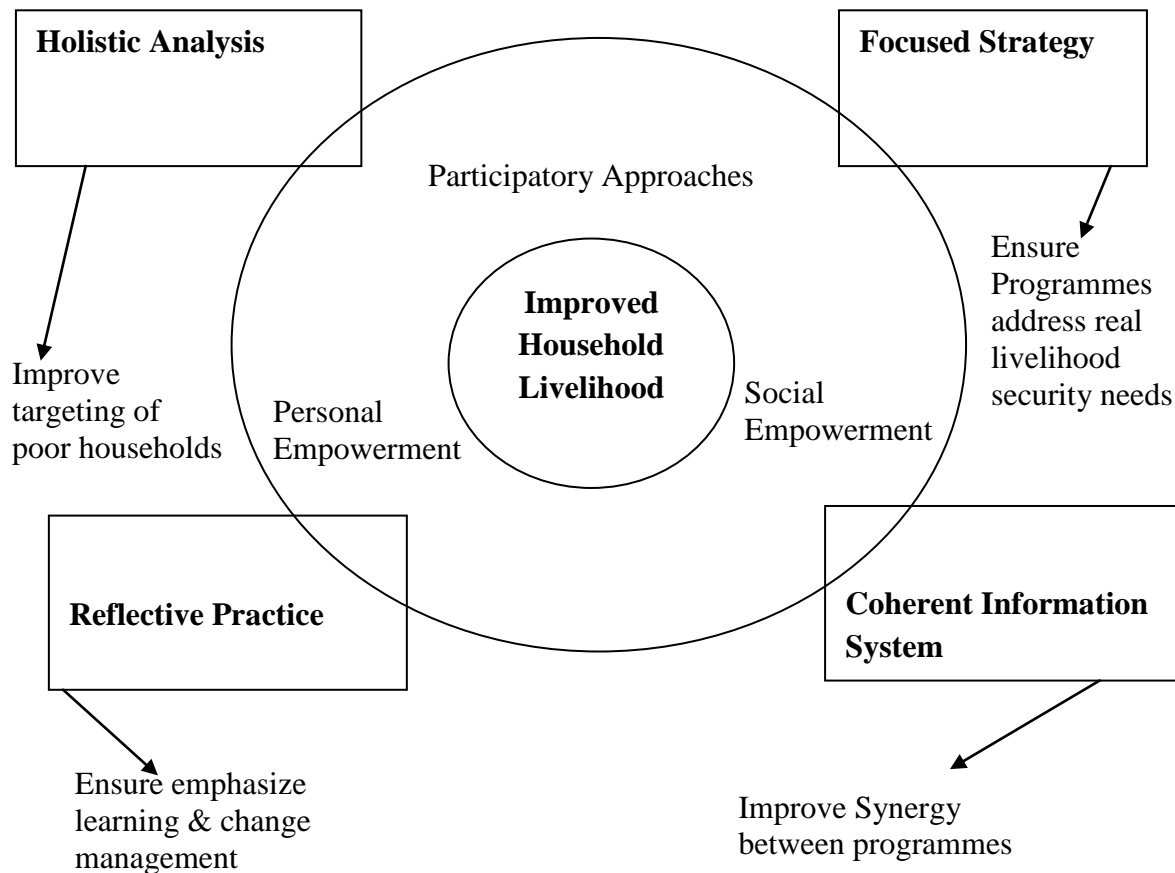 Holistic Analysis
Focused Strategy
Participatory Approaches
Improved
Household
Livelihood
Ensure
Programmes
address real
livelihood
security needs
Improve
targeting of
poor households
Personal
Empowerment
Social
Empowerment
Reflective Practice
Coherent Information
System
Ensure emphasize
learning & change
management
Improve Synergy
between programmes